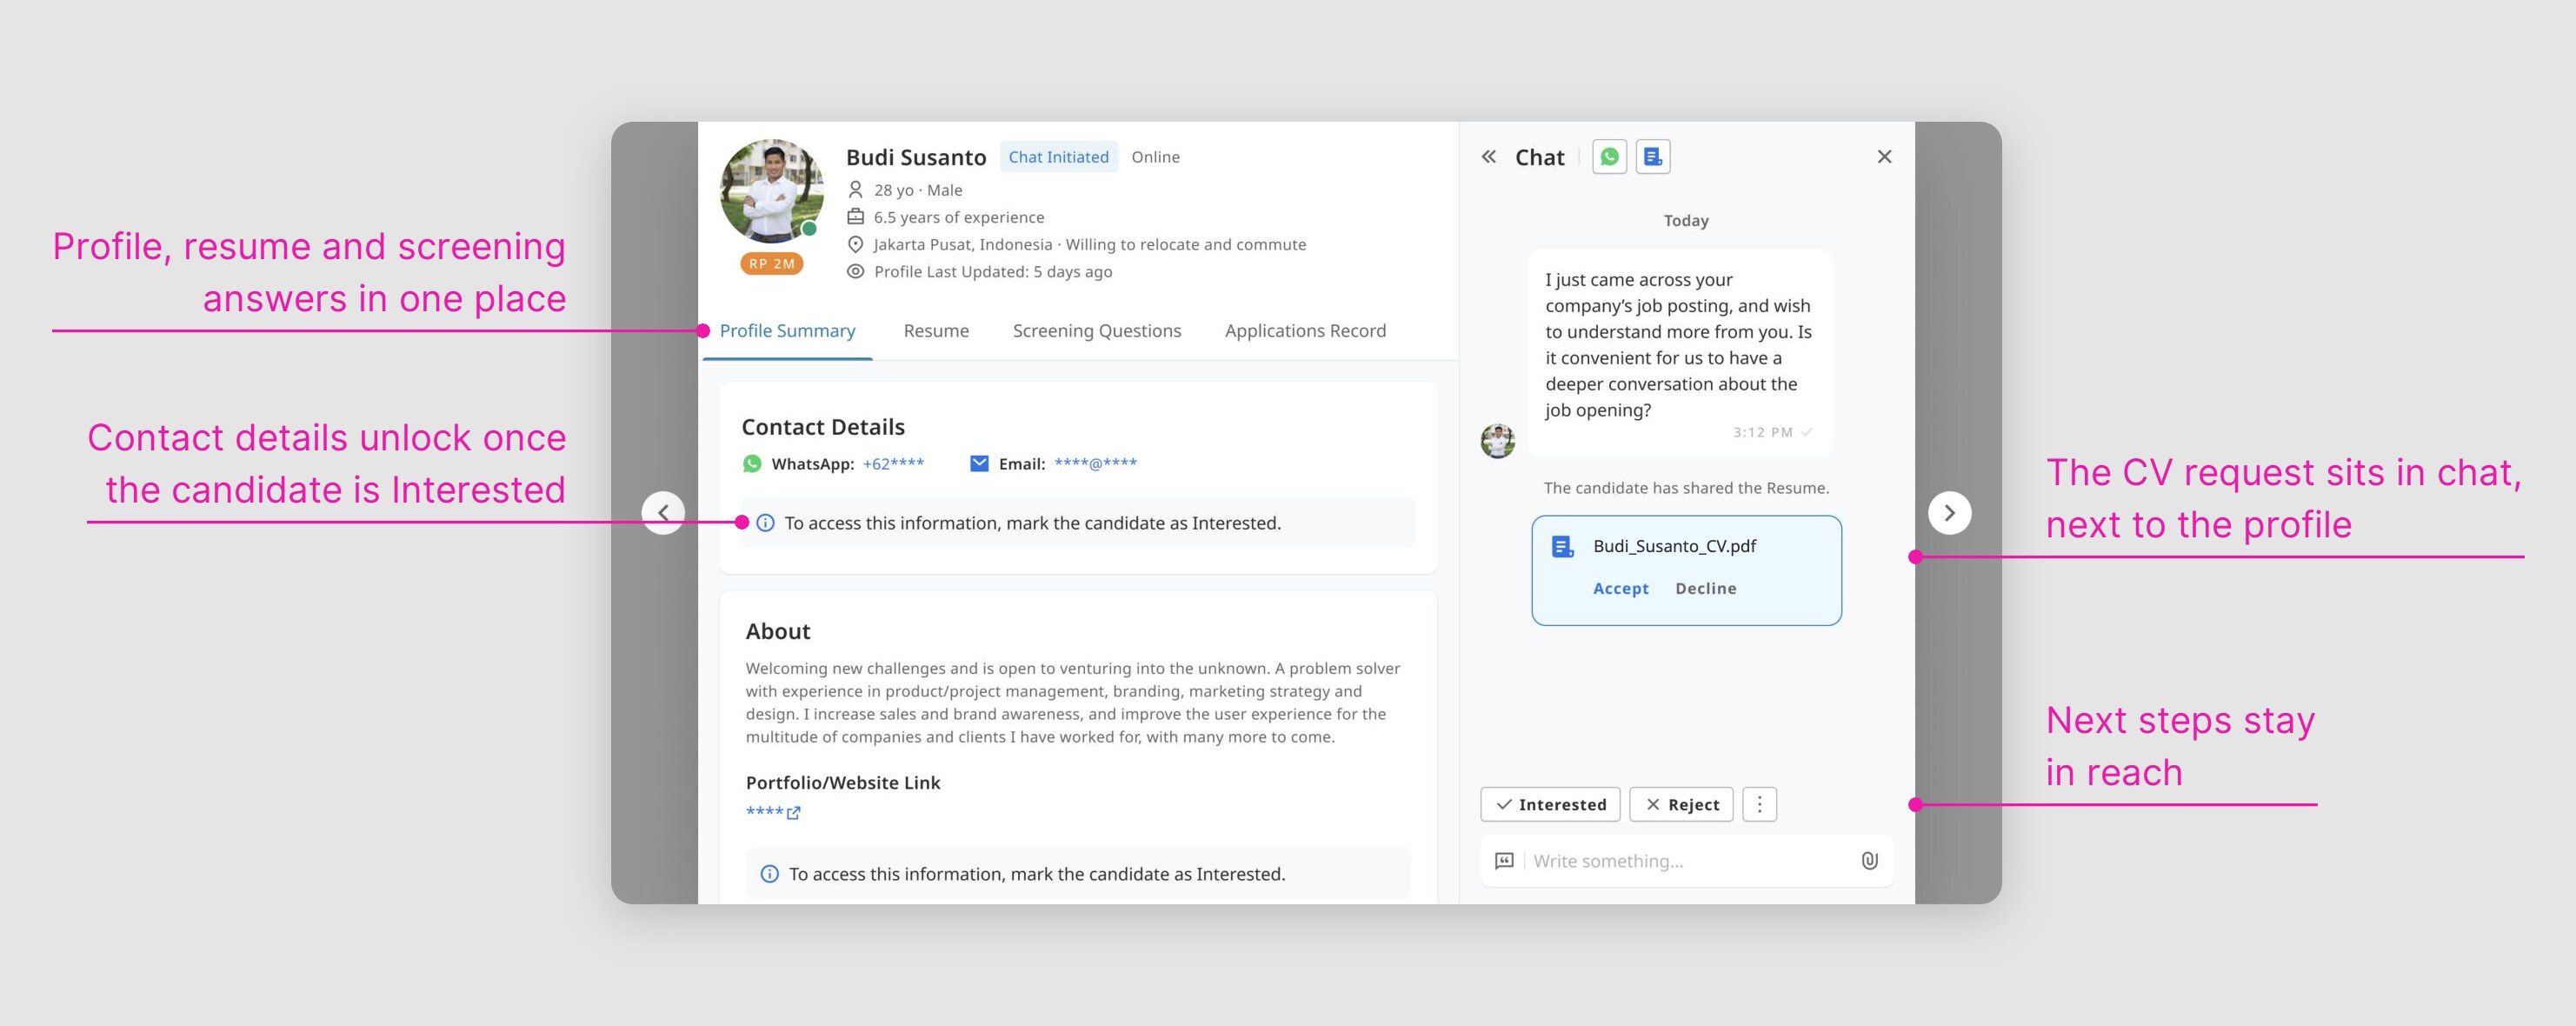 Profile, resume and screening
answers in one place
Contact details unlock once
the candidate is Interested
Budi Susanto
Chat Initiated
Online
28 yo · Male
6.5 years of experience
Jakarta Pusat, Indonesia · Willing to relocate and commute
Profile Last Updated: 5 days ago
RP 2M
Profile Summary
Resume
Screening Questions
Applications Record
Contact Details
WhatsApp: +62****
Email: ****@****
To access this information, mark the candidate as Interested.
About
Welcoming new challenges and is open to venturing into the unknown. A problem solver
with experience in product/project management, branding, marketing strategy and
design. I increase sales and brand awareness, and improve the user experience for the
multitude of companies and clients I have worked for, with many more to come.
Portfolio/Website Link
****
To access this information, mark the candidate as Interested.
Chat
Today
I just came across your
company's job posting, and wish
to understand more from you. Is
it convenient for us to have a
deeper conversation about the
job opening?
3:12 PM
The candidate has shared the Resume.
Budi_Susanto_CV.pdf
Accept
Decline
Interested
Reject
Write something...
The CV request sits in chat,
next to the profile
Next steps stay
in reach